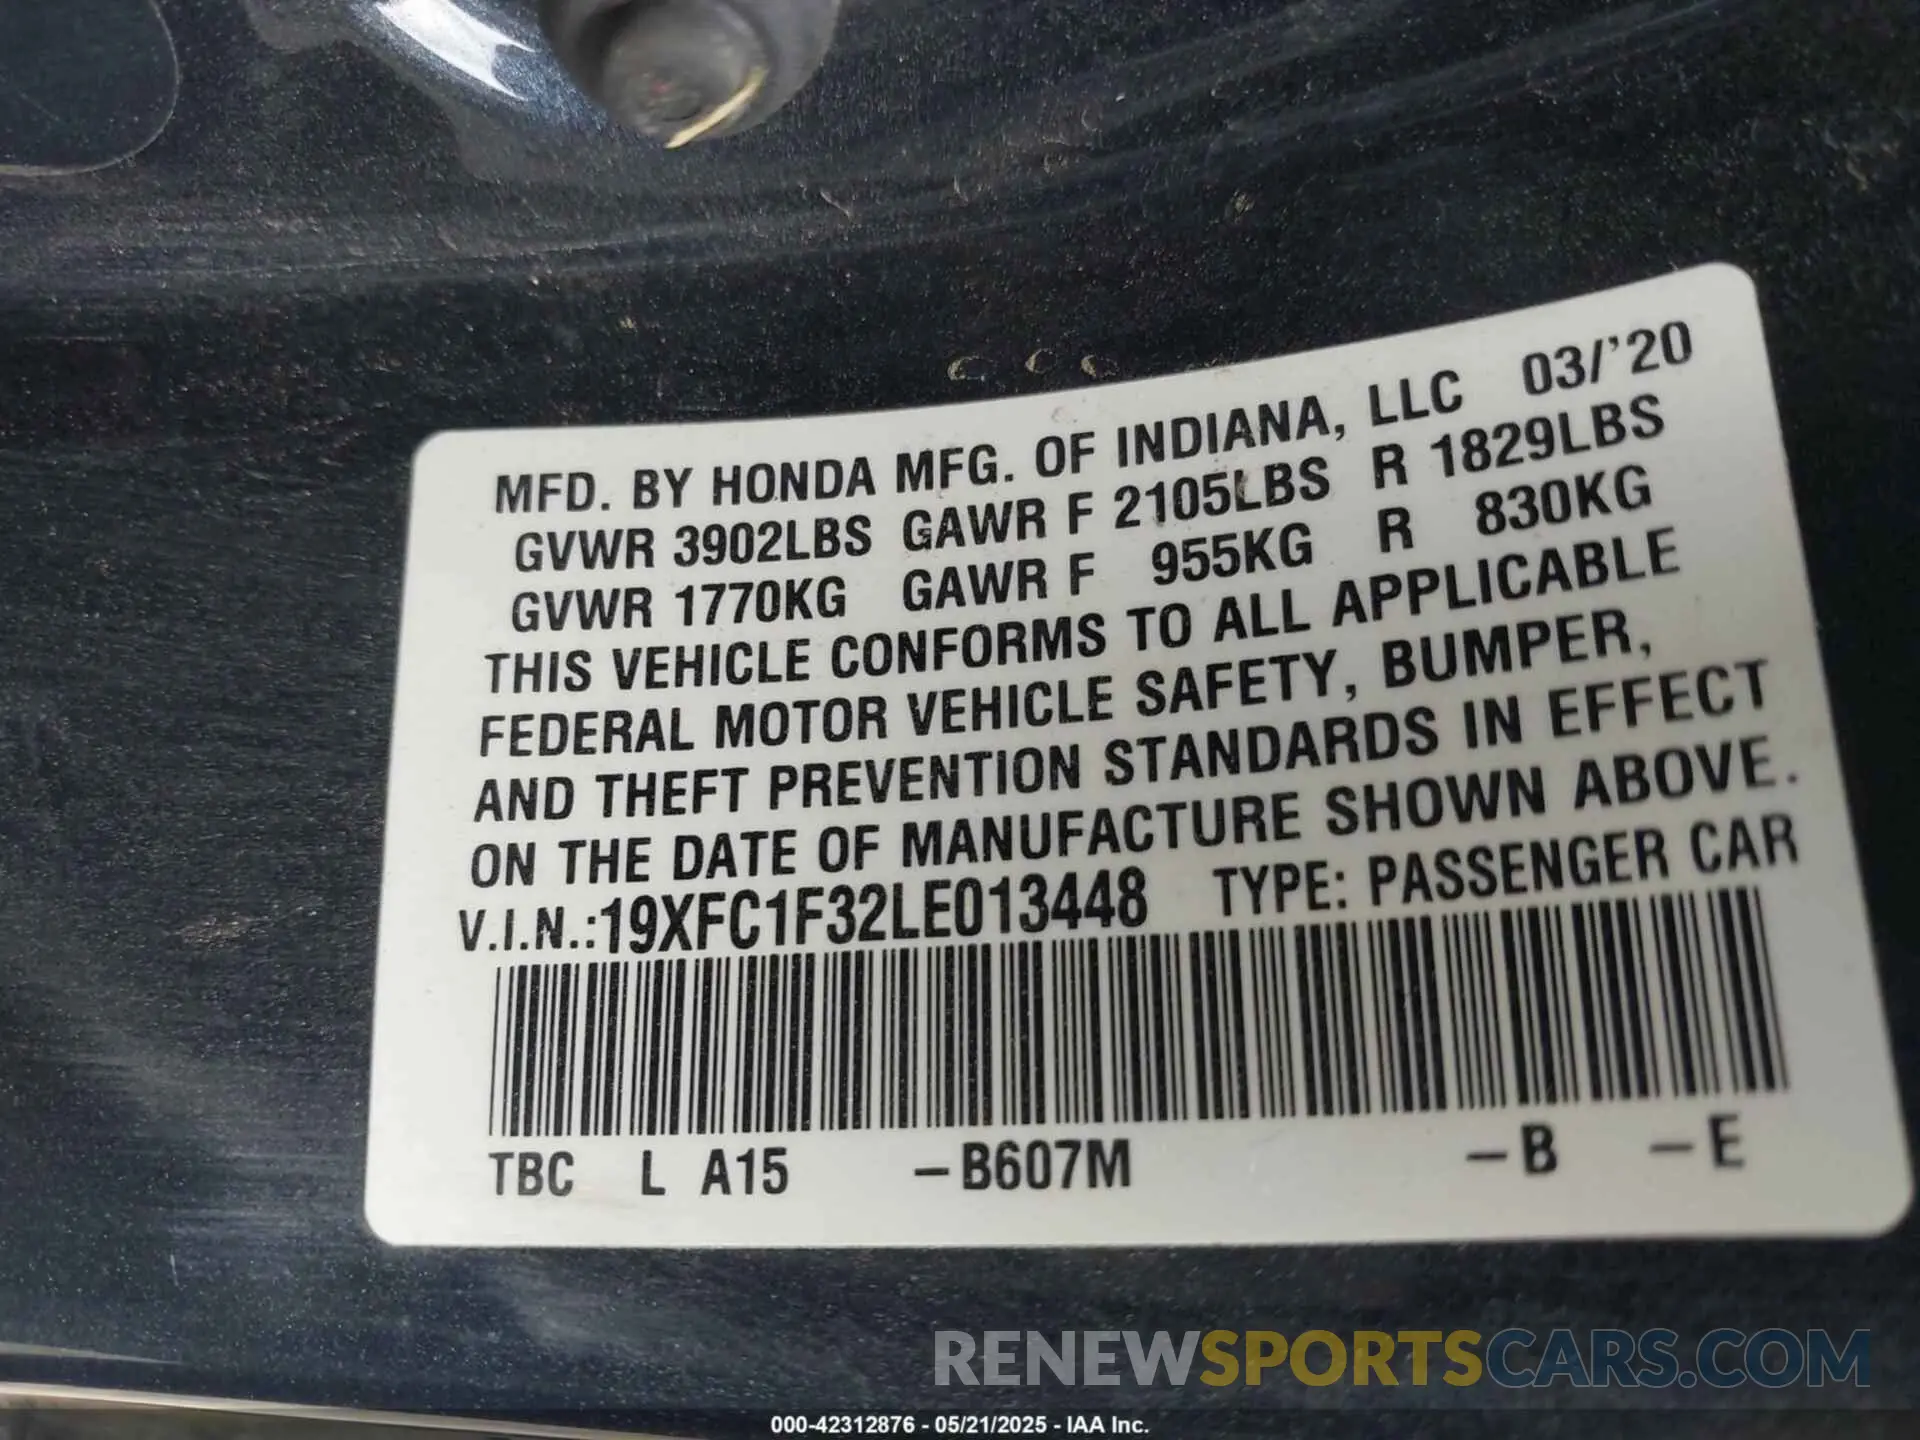 MFD. BY HONDA MFG. OF INDIANA, LLC 03/'20
GVWR 3902LBS GAWR F 2105LBS R 1829LBS
GVWR 1770KG GAWR F 955KG R 830KG
THIS VEHICLE CONFORMS TO ALL APPLICABLE
FEDERAL MOTOR VEHICLE SAFETY, BUMPER,
AND THEFT PREVENTION STANDARDS IN EFFECT
ON THE DATE OF MANUFACTURE SHOWN ABOVE.
V.I.N.:19XFC1F32LE013448 TYPE: PASSENGER CAR
TBC L A15 –B607M –B –E
RENEWSPORTSCARS.COM
000-42312876 - 05/21/2025 - IAA Inc.